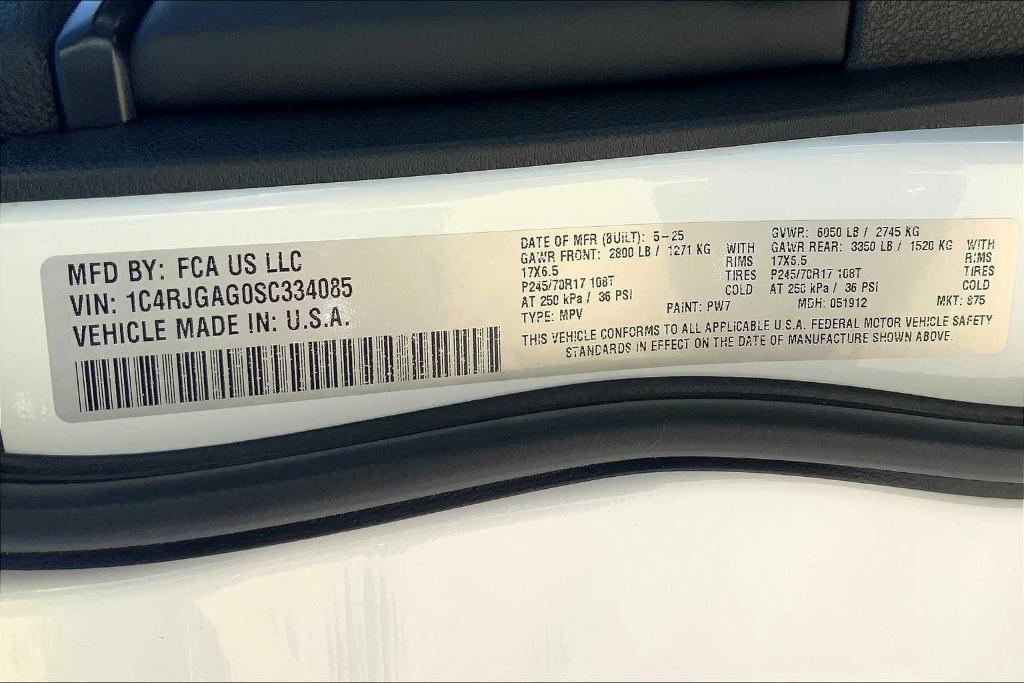 MFD BY: FCA US LLC
VIN: 1C4RJGAG0SC334085
VEHICLE MADE IN: U.S.A.
DATE OF MFR (BUILT): 5-25
GAWR FRONT: 2800 LB / 1271 KG WITH
17X6.5 RIMS
P245/70R17 108T TIRES
AT 250 kPa / 36 PSI COLD
TYPE: MPV PAINT: PW7
GVWR: 6050 LB / 2745 KG
GAWR REAR: 3350 LB / 1520 KG WITH
17X6.5 RIMS
P245/70R17 108T TIRES
AT 250 kPa / 36 PSI COLD
MDH: 051912 MKT: 875
THIS VEHICLE CONFORMS TO ALL APPLICABLE U.S.A. FEDERAL MOTOR VEHICLE SAFETY
STANDARDS IN EFFECT ON THE DATE OF MANUFACTURE SHOWN ABOVE.